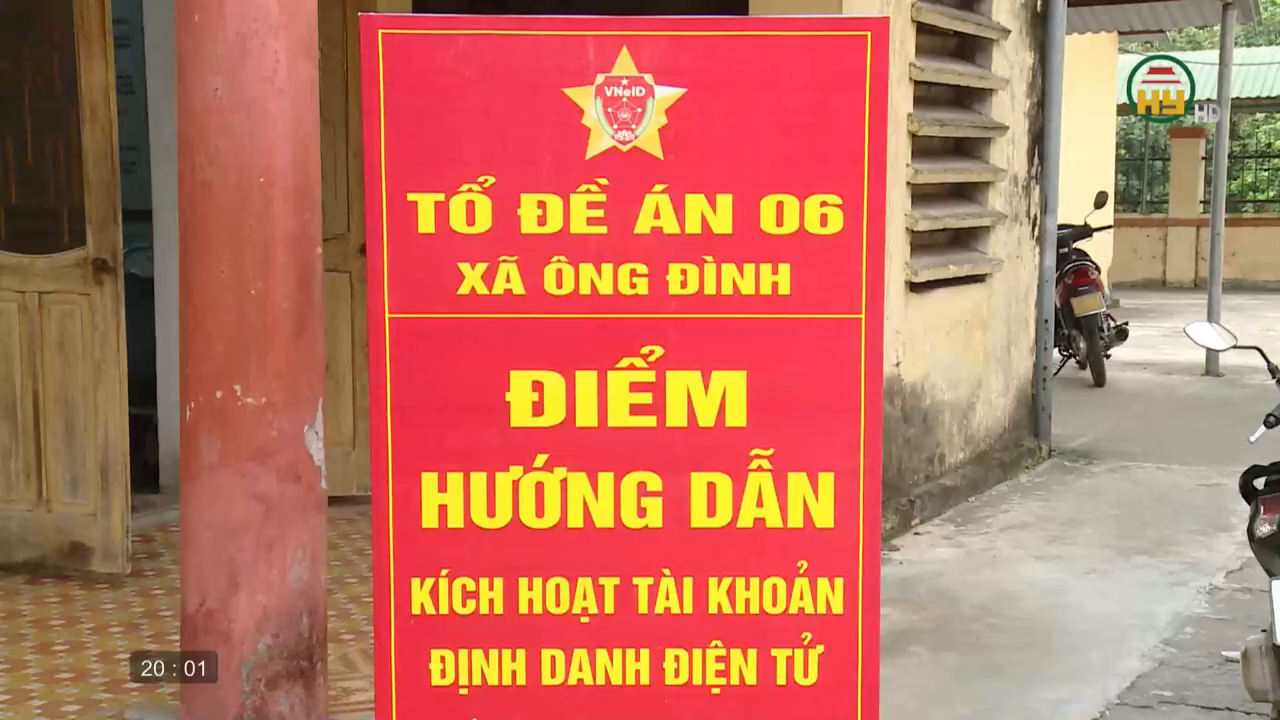 VNeID
TỔ ĐỀ ÁN 06
XÃ ÔNG ĐÌNH
ĐIỂM
HƯỚNG DẪN
KÍCH HOẠT TÀI KHOẢN
ĐỊNH DANH ĐIỆN TỬ
HY HD
20 : 01